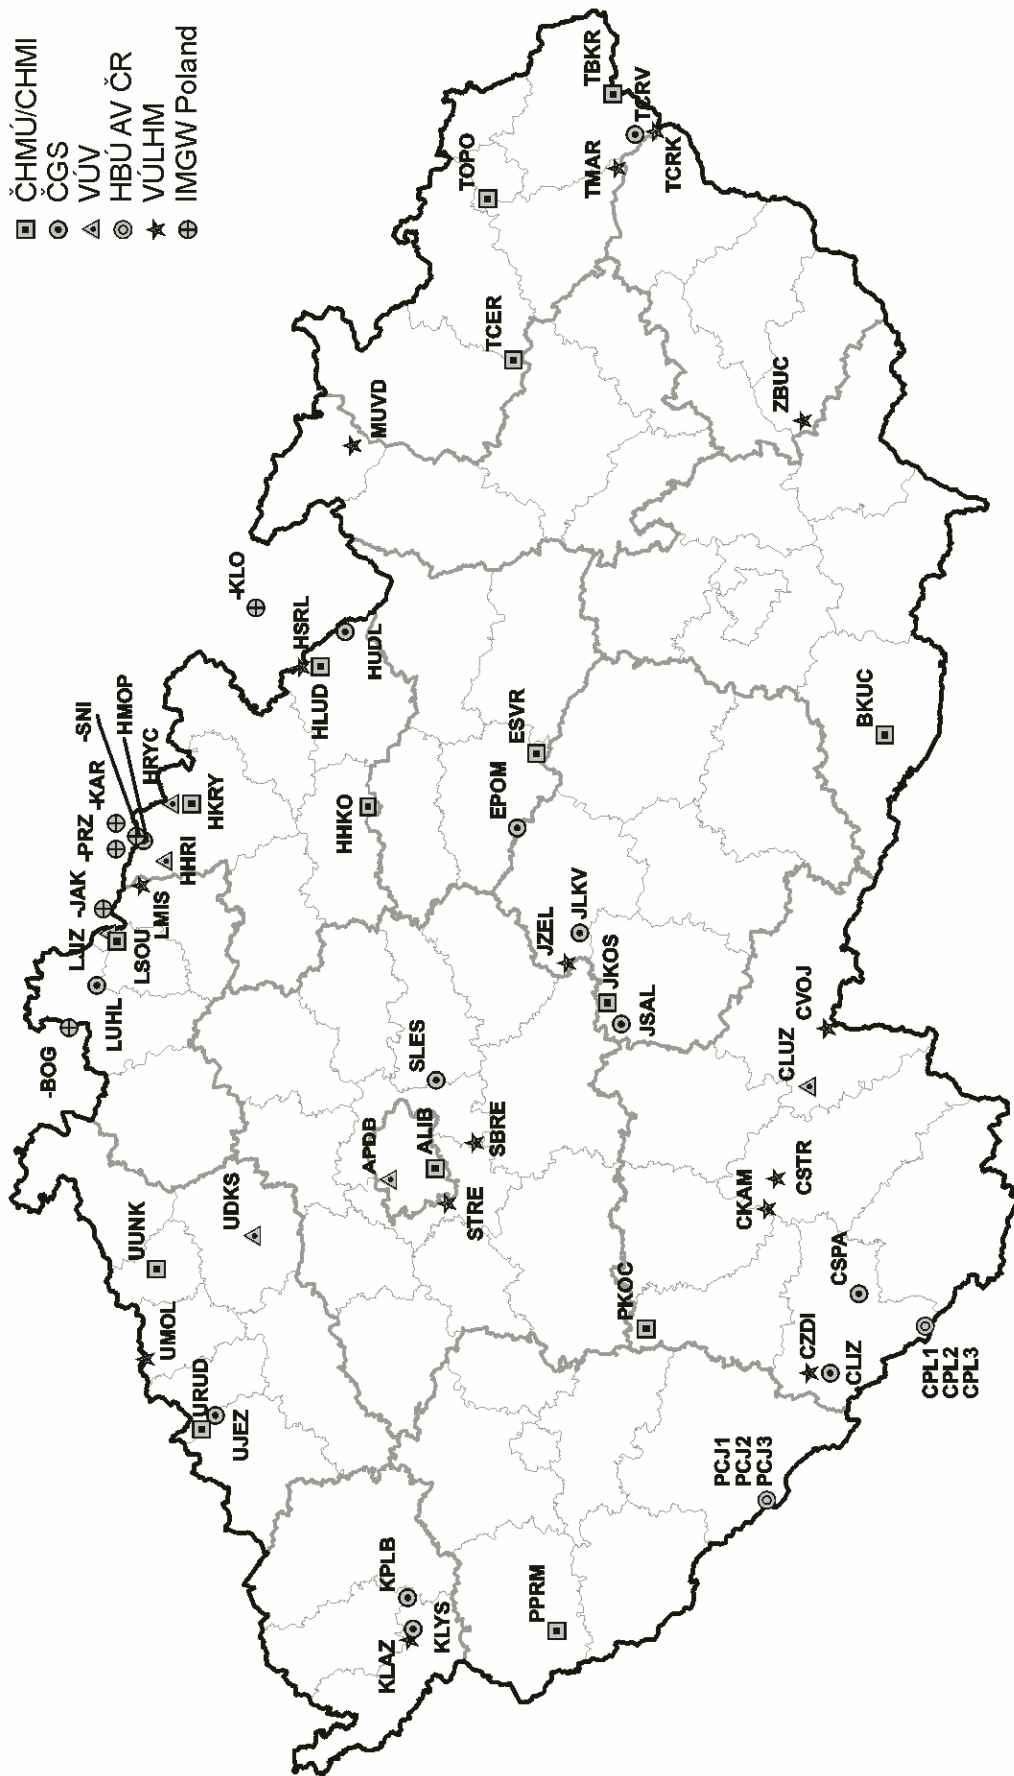 ČHMÚ/CHMI
ČGS
VÚV
HBÚ AV ČR
VÚLHM
IMGW Poland
-BOG
LUZ
-JAK
-PRZ
-KAR
-SNI
HMOP
HRYC
LUHL
LSOU
LMIS
HHRI
HKRY
-KLO
HSRL
HLUD
HUDL
HHKO
MUVD
TCER
TOPO
TBKR
TCRV
TMAR
TCRK
ZBUC
UUNK
UMOL
URUD
UJEZ
UDKS
APDB
ALIB
SLES
SBRE
STRE
KPLB
KLAZ
KLYS
PPRM
EPOM
ESVR
JZEL
JLKV
JKOS
JSAL
PKOC
CVOJ
CLUZ
CSTR
CKAM
CSPA
CZDI
CLIZ
CPL1
CPL2
CPL3
PCJ1
PCJ2
PCJ3
BKUC